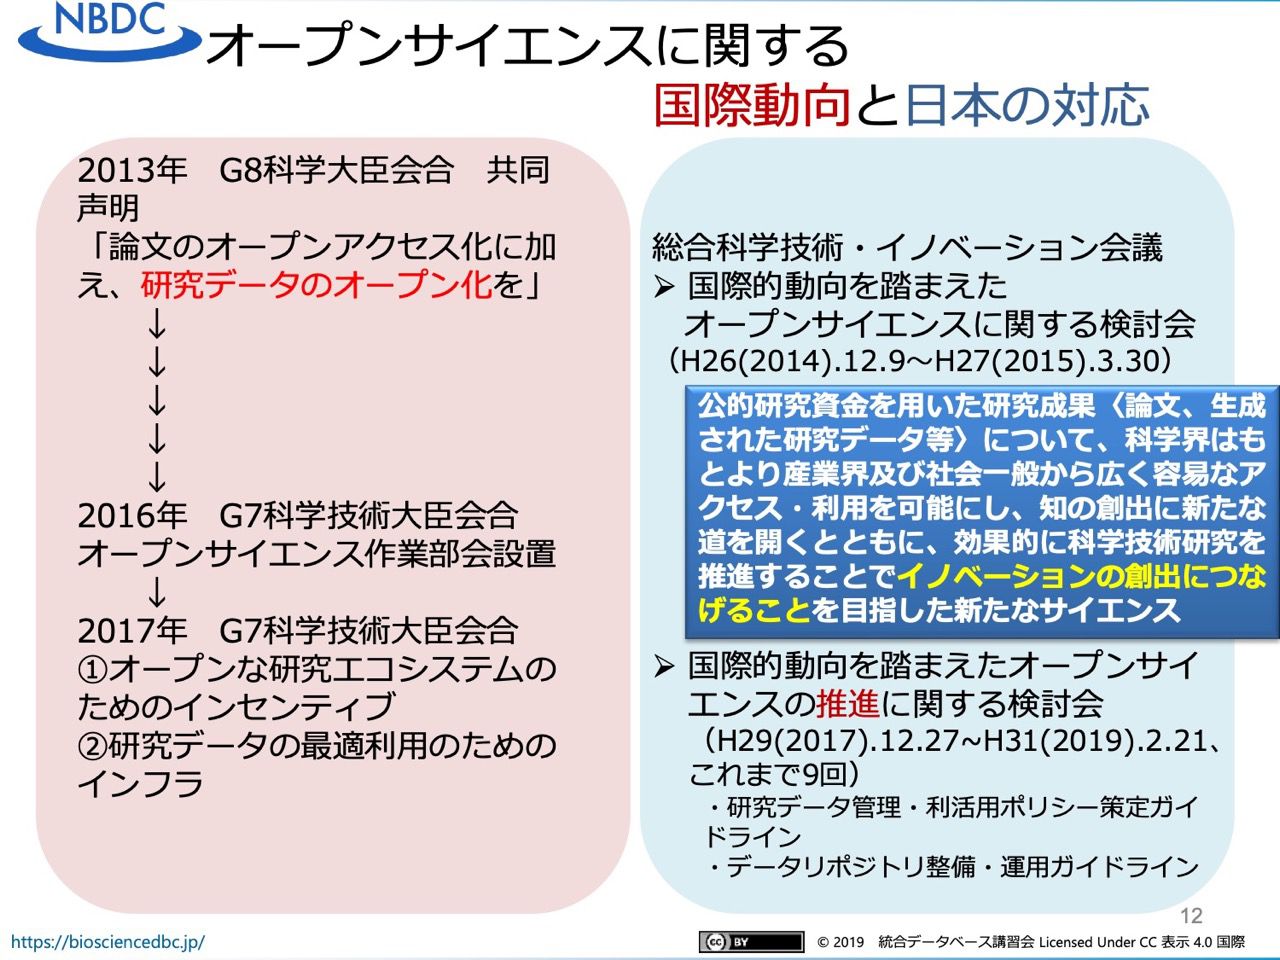 NBDC
オープンサイエンスに関する
国際動向と日本の対応
2013年　G8科学大臣会合　共同
声明
「論文のオープンアクセス化に加
え、研究データのオープン化を」
↓
↓
↓
↓
↓
2016年　G7科学技術大臣会合
オープンサイエンス作業部会設置
↓
2017年　G7科学技術大臣会合
①オープンな研究エコシステムの
ためのインセンティブ
②研究データの最適利用のための
インフラ
総合科学技術・イノベーション会議
➢ 国際的動向を踏まえた
オープンサイエンスに関する検討会
（H26(2014).12.9～H27(2015).3.30）
公的研究資金を用いた研究成果〈論文、生成
された研究データ等〉について、科学界はも
とより産業界及び社会一般から広く容易なア
クセス・利用を可能にし、知の創出に新たな
道を開くとともに、効果的に科学技術研究を
推進することでイノベーションの創出につな
げることを目指した新たなサイエンス
➢ 国際的動向を踏まえたオープンサイ
エンスの推進に関する検討会
（H29(2017).12.27~H31(2019).2.21、
これまで9回）
・研究データ管理・利活用ポリシー策定ガイ
ドライン
・データリポジトリ整備・運用ガイドライン
12
https://biosciencedbc.jp/
cc BY
© 2019　統合データベース講習会 Licensed Under CC 表示 4.0 国際